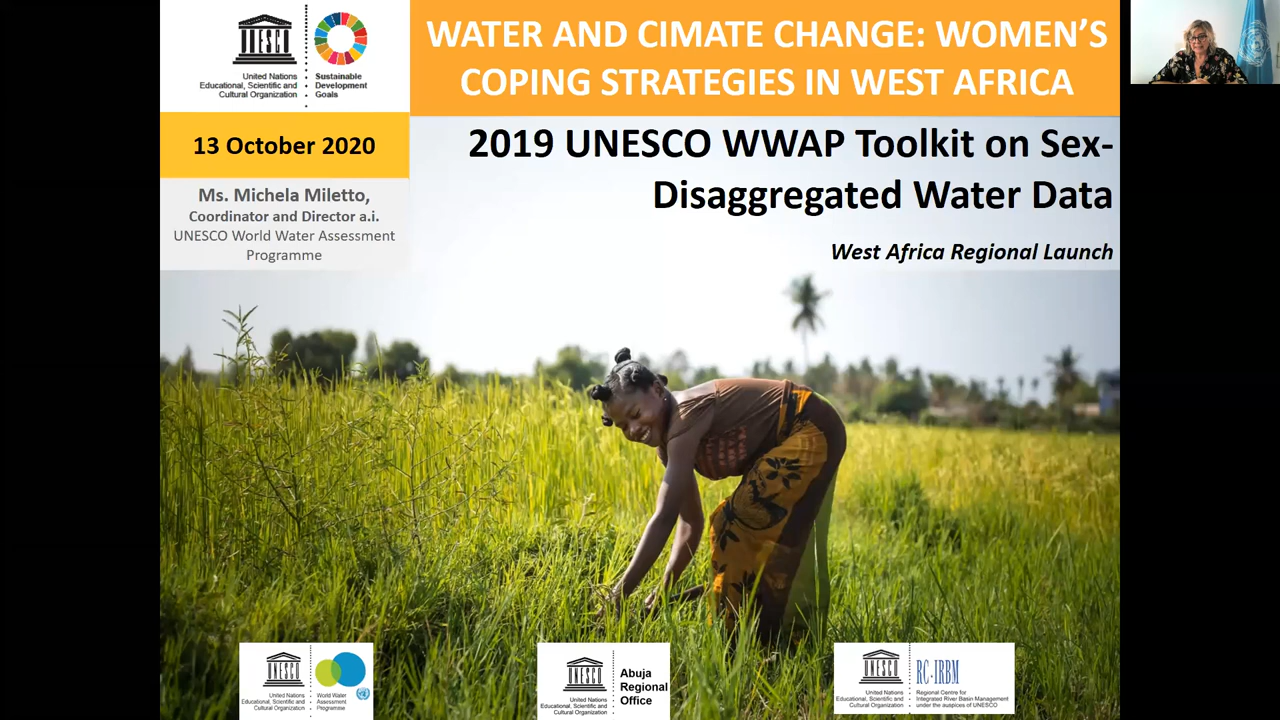 UNESCO
United Nations
Educational, Scientific and
Cultural Organization
Sustainable
Development
Goals
WATER AND CIMATE CHANGE: WOMEN'S
COPING STRATEGIES IN WEST AFRICA
13 October 2020
Ms. Michela Miletto,
Coordinator and Director a.i.
UNESCO World Water Assessment
Programme
2019 UNESCO WWAP Toolkit on Sex-
Disaggregated Water Data
West Africa Regional Launch
UNESCO
United Nations
Educational, Scientific and
Cultural Organization
World Water
Assessment
Programme
UNESCO
United Nations
Educational, Scientific and
Cultural Organization
Abuja
Regional
Office
UNESCO
United Nations
Educational, Scientific and
Cultural Organization
RC-IRBM
Regional Centre for
Integrated River Basin Management
under the auspices of UNESCO